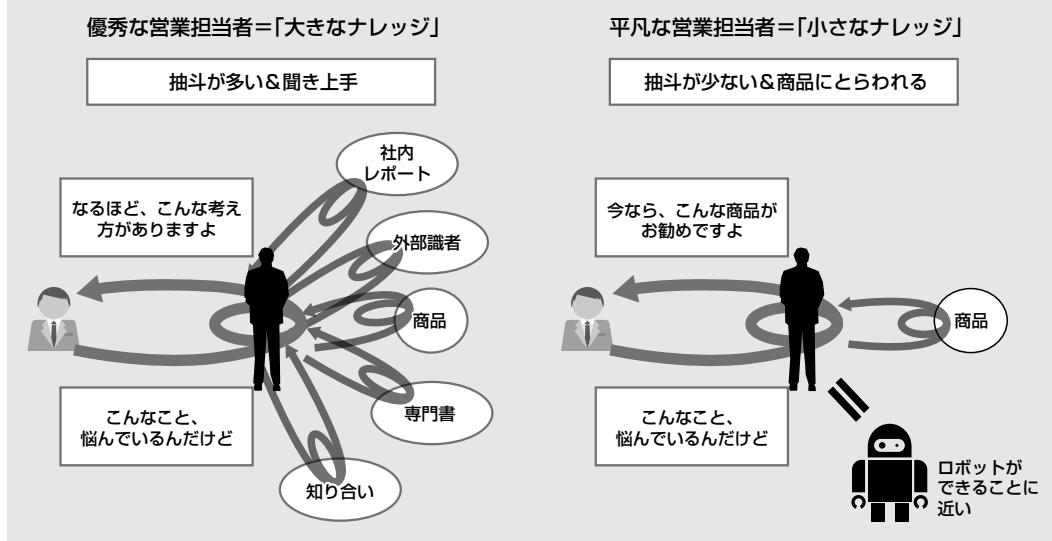 優秀な営業担当者=「大きなナレッジ」
抽斗が多い&聞き上手
社内
レポート
なるほど、こんな考え
方がありますよ
外部識者
商品
専門書
こんなこと、
悩んでいるんだけど
知り合い
平凡な営業担当者=「小さなナレッジ」
抽斗が少ない&商品にとらわれる
今なら、こんな商品が
お勧めですよ
商品
こんなこと、
悩んでいるんだけど
ロボットが
できることに
近い